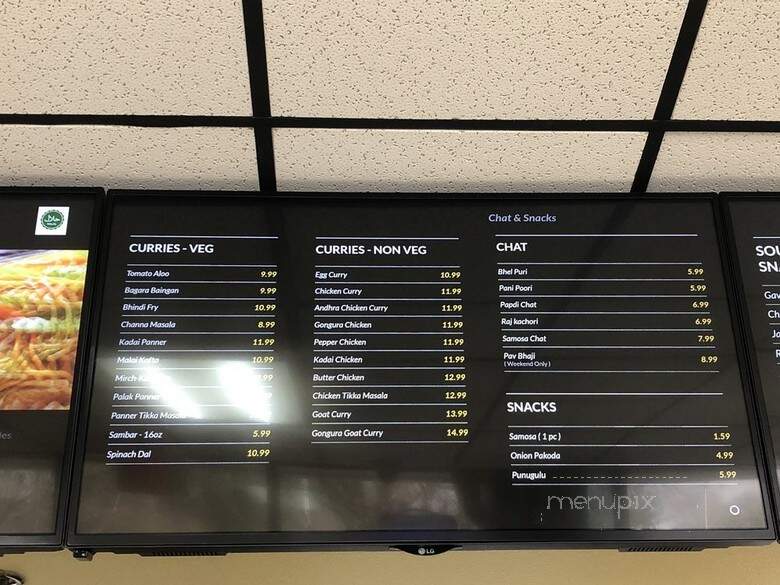 Chat & Snacks
CURRIES - VEG
Tomato Aloo 9.99
Bagara Baingan 9.99
Bhindi Fry 10.99
Channa Masala 8.99
Kadai Panner 11.99
Malai Kofta 10.99
Palak Panner
Panner Tikka Masala
Sambar - 16oz 5.99
Spinach Dal 10.99
CURRIES - NON VEG
Egg Curry 10.99
Chicken Curry 11.99
Andhra Chicken Curry 11.99
Gongura Chicken 11.99
Pepper Chicken 11.99
Kadai Chicken 11.99
Butter Chicken 12.99
Chicken Tikka Masala 12.99
Goat Curry 13.99
Gongura Goat Curry 14.99
CHAT
Bhel Puri 5.99
Pani Poori 5.99
Papdi Chat 6.99
Raj kachori 6.99
Samosa Chat 7.99
Pav Bhaji 8.99
( Weekend Only )
SNACKS
Samosa ( 1 pc ) 1.59
Onion Pakoda 4.99
Punugulu 5.99
menupix
LG